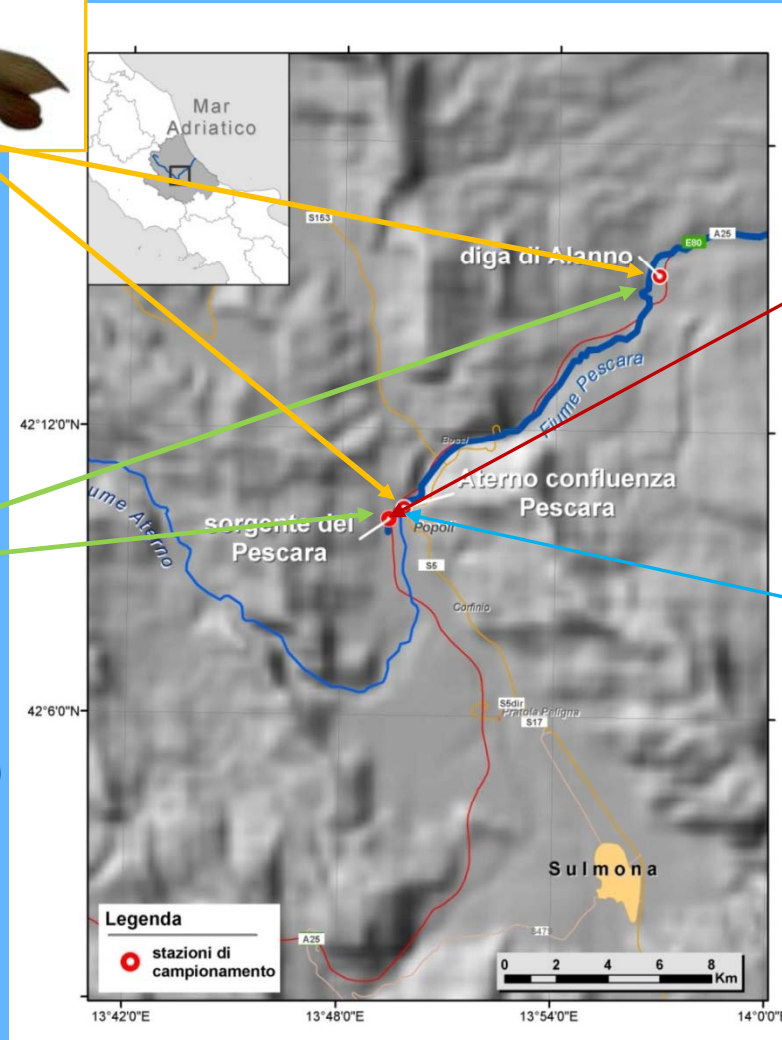 Mar
Adriatico
S153
diga di Alanno
E80
A25
Fiume Pescara
42°12'0"N
Bussi
Aterno confluenza
Pescara
ume Aterno
sorgente del
Pescara
Popoli
S5
Corfinio
42°6'0"N
S5dir
Pratola Peligna
S17
Sulmona
Legenda
stazioni di
campionamento
A25
S479
0 2 4 6 8
Km
13°42'0"E
13°48'0"E
13°54'0"E
14°0'0"E